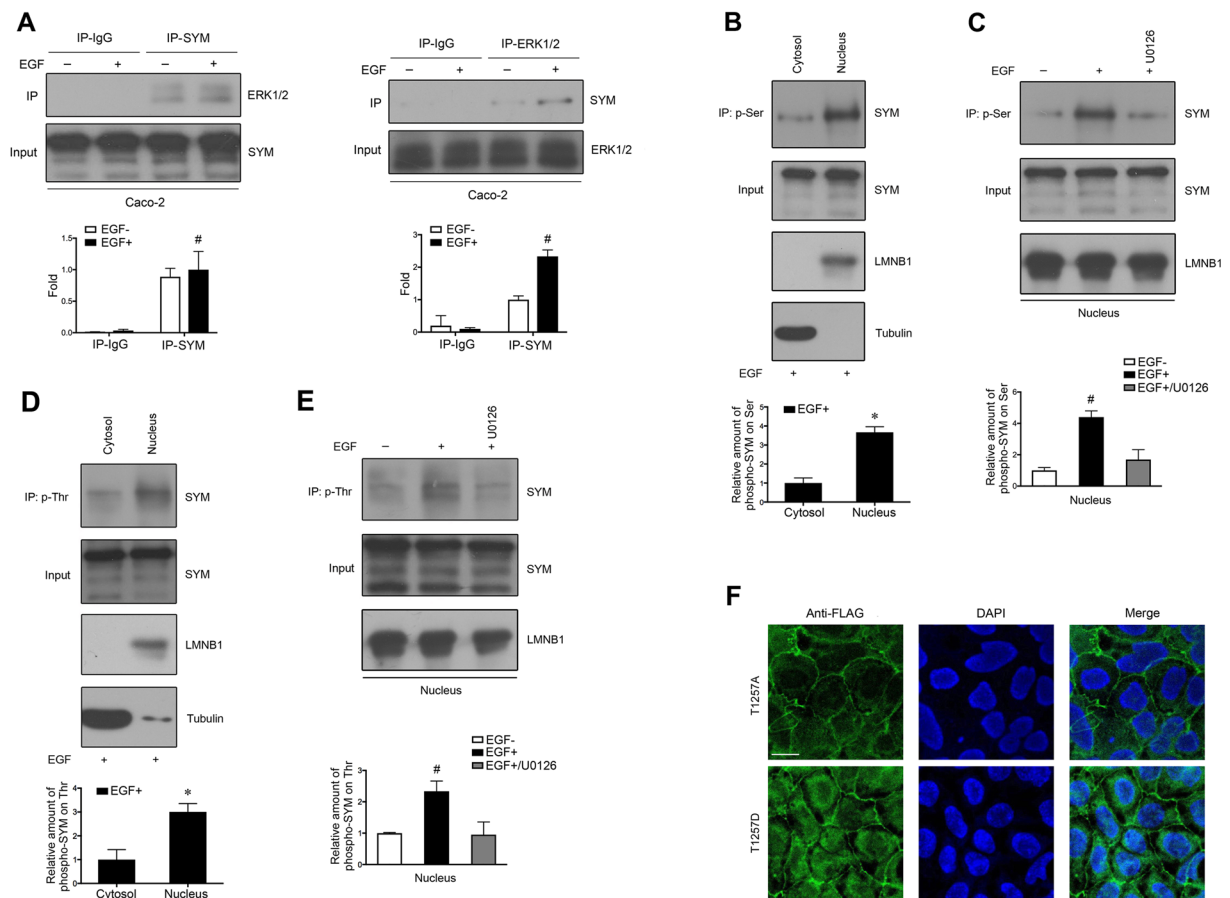 A
IP-IgG IP-SYM
EGF – + – +
IP ERK1/2
Input SYM
Caco-2
EGF-
EGF+
Fold
1.5
1.0
0.5
0.0
#
IP-IgG IP-SYM
IP-IgG IP-ERK1/2
EGF – + – +
IP SYM
Input ERK1/2
Caco-2
EGF-
EGF+
Fold
3
2
1
0
#
IP-IgG IP-SYM
B
Cytosol Nucleus
IP: p-Ser SYM
Input SYM
LMNB1
Tubulin
EGF + +
EGF+
Relative amount of
phospho-SYM on Ser
5
4
3
2
1
0
*
Cytosol Nucleus
C
EGF – + + U0126
IP: p-Ser SYM
Input SYM
LMNB1
Nucleus
EGF-
EGF+
EGF+/U0126
Relative amount of
phospho-SYM on Ser
6
4
2
0
#
Nucleus
D
Cytosol Nucleus
IP: p-Thr SYM
Input SYM
LMNB1
Tubulin
EGF + +
EGF+
Relative amount of
phospho-SYM on Thr
4
3
2
1
0
*
Cytosol Nucleus
E
EGF – + + U0126
IP: p-Thr SYM
Input SYM
LMNB1
Nucleus
EGF-
EGF+
EGF+/U0126
Relative amount of
phospho-SYM on Thr
3
2
1
0
#
Nucleus
F
Anti-FLAG DAPI Merge
T1257A
T1257D